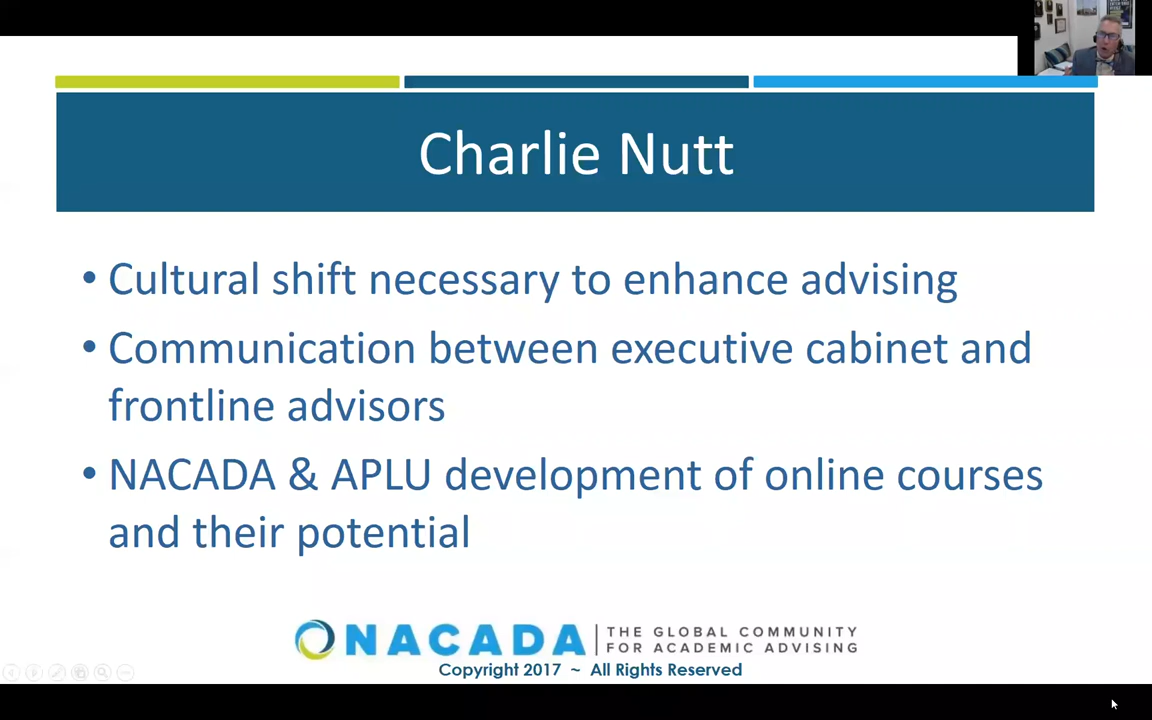 Charlie Nutt
• Cultural shift necessary to enhance advising
• Communication between executive cabinet and
frontline advisors
• NACADA & APLU development of online courses
and their potential
NACADA
THE GLOBAL COMMUNITY
FOR ACADEMIC ADVISING
Copyright 2017 ~ All Rights Reserved